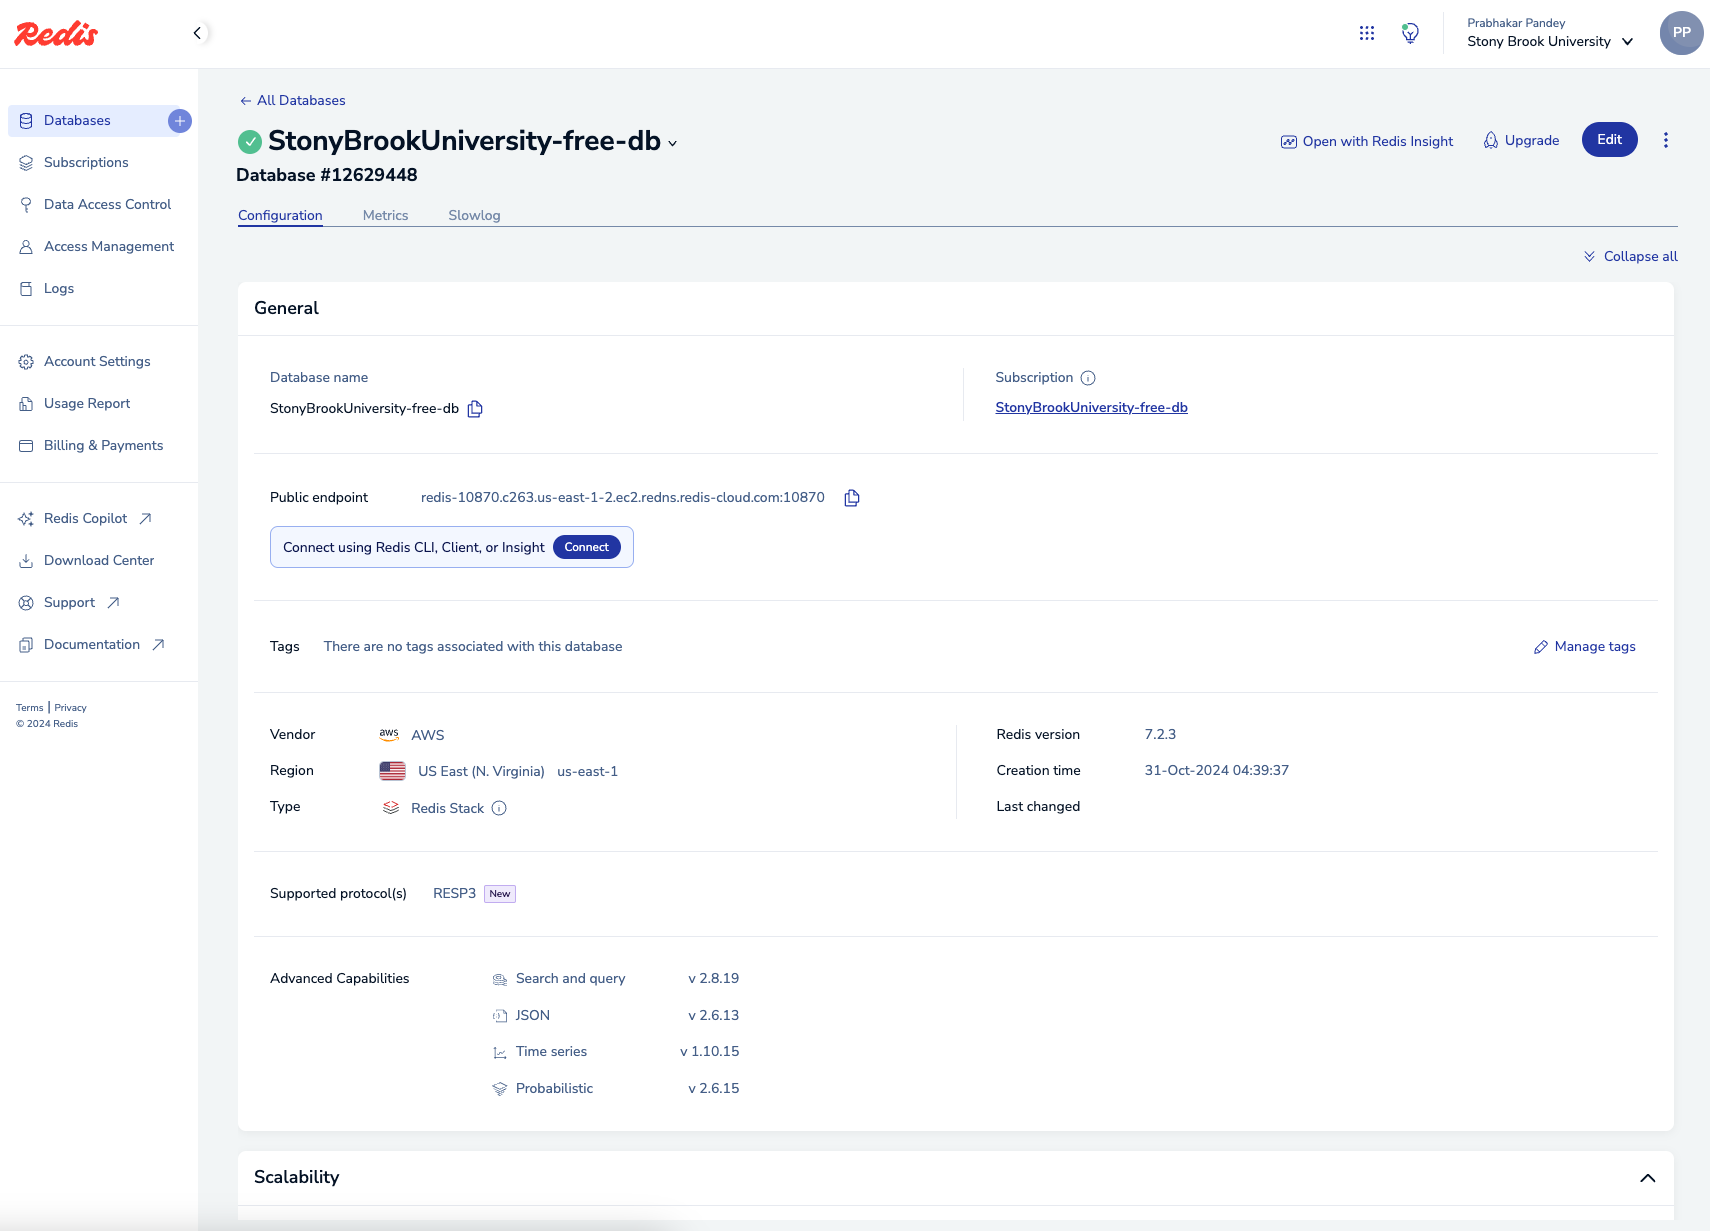 Redis
Prabhakar Pandey
Stony Brook University
PP
Databases
Subscriptions
Data Access Control
Access Management
Logs
Account Settings
Usage Report
Billing & Payments
Redis Copilot
Download Center
Support
Documentation
Terms | Privacy
© 2024 Redis
All Databases
StonyBrookUniversity-free-db
Database #12629448
Open with Redis Insight
Upgrade
Edit
Configuration Metrics Slowlog
Collapse all
General
Database name
StonyBrookUniversity-free-db
Subscription
StonyBrookUniversity-free-db
Public endpoint redis-10870.c263.us-east-1-2.ec2.redns.redis-cloud.com:10870
Connect using Redis CLI, Client, or Insight Connect
Tags There are no tags associated with this database Manage tags
Vendor aws AWS
Region US East (N. Virginia) us-east-1
Type Redis Stack
Redis version 7.2.3
Creation time 31-Oct-2024 04:39:37
Last changed
Supported protocol(s) RESP3 New
Advanced Capabilities Search and query v 2.8.19
JSON v 2.6.13
Time series v 1.10.15
Probabilistic v 2.6.15
Scalability